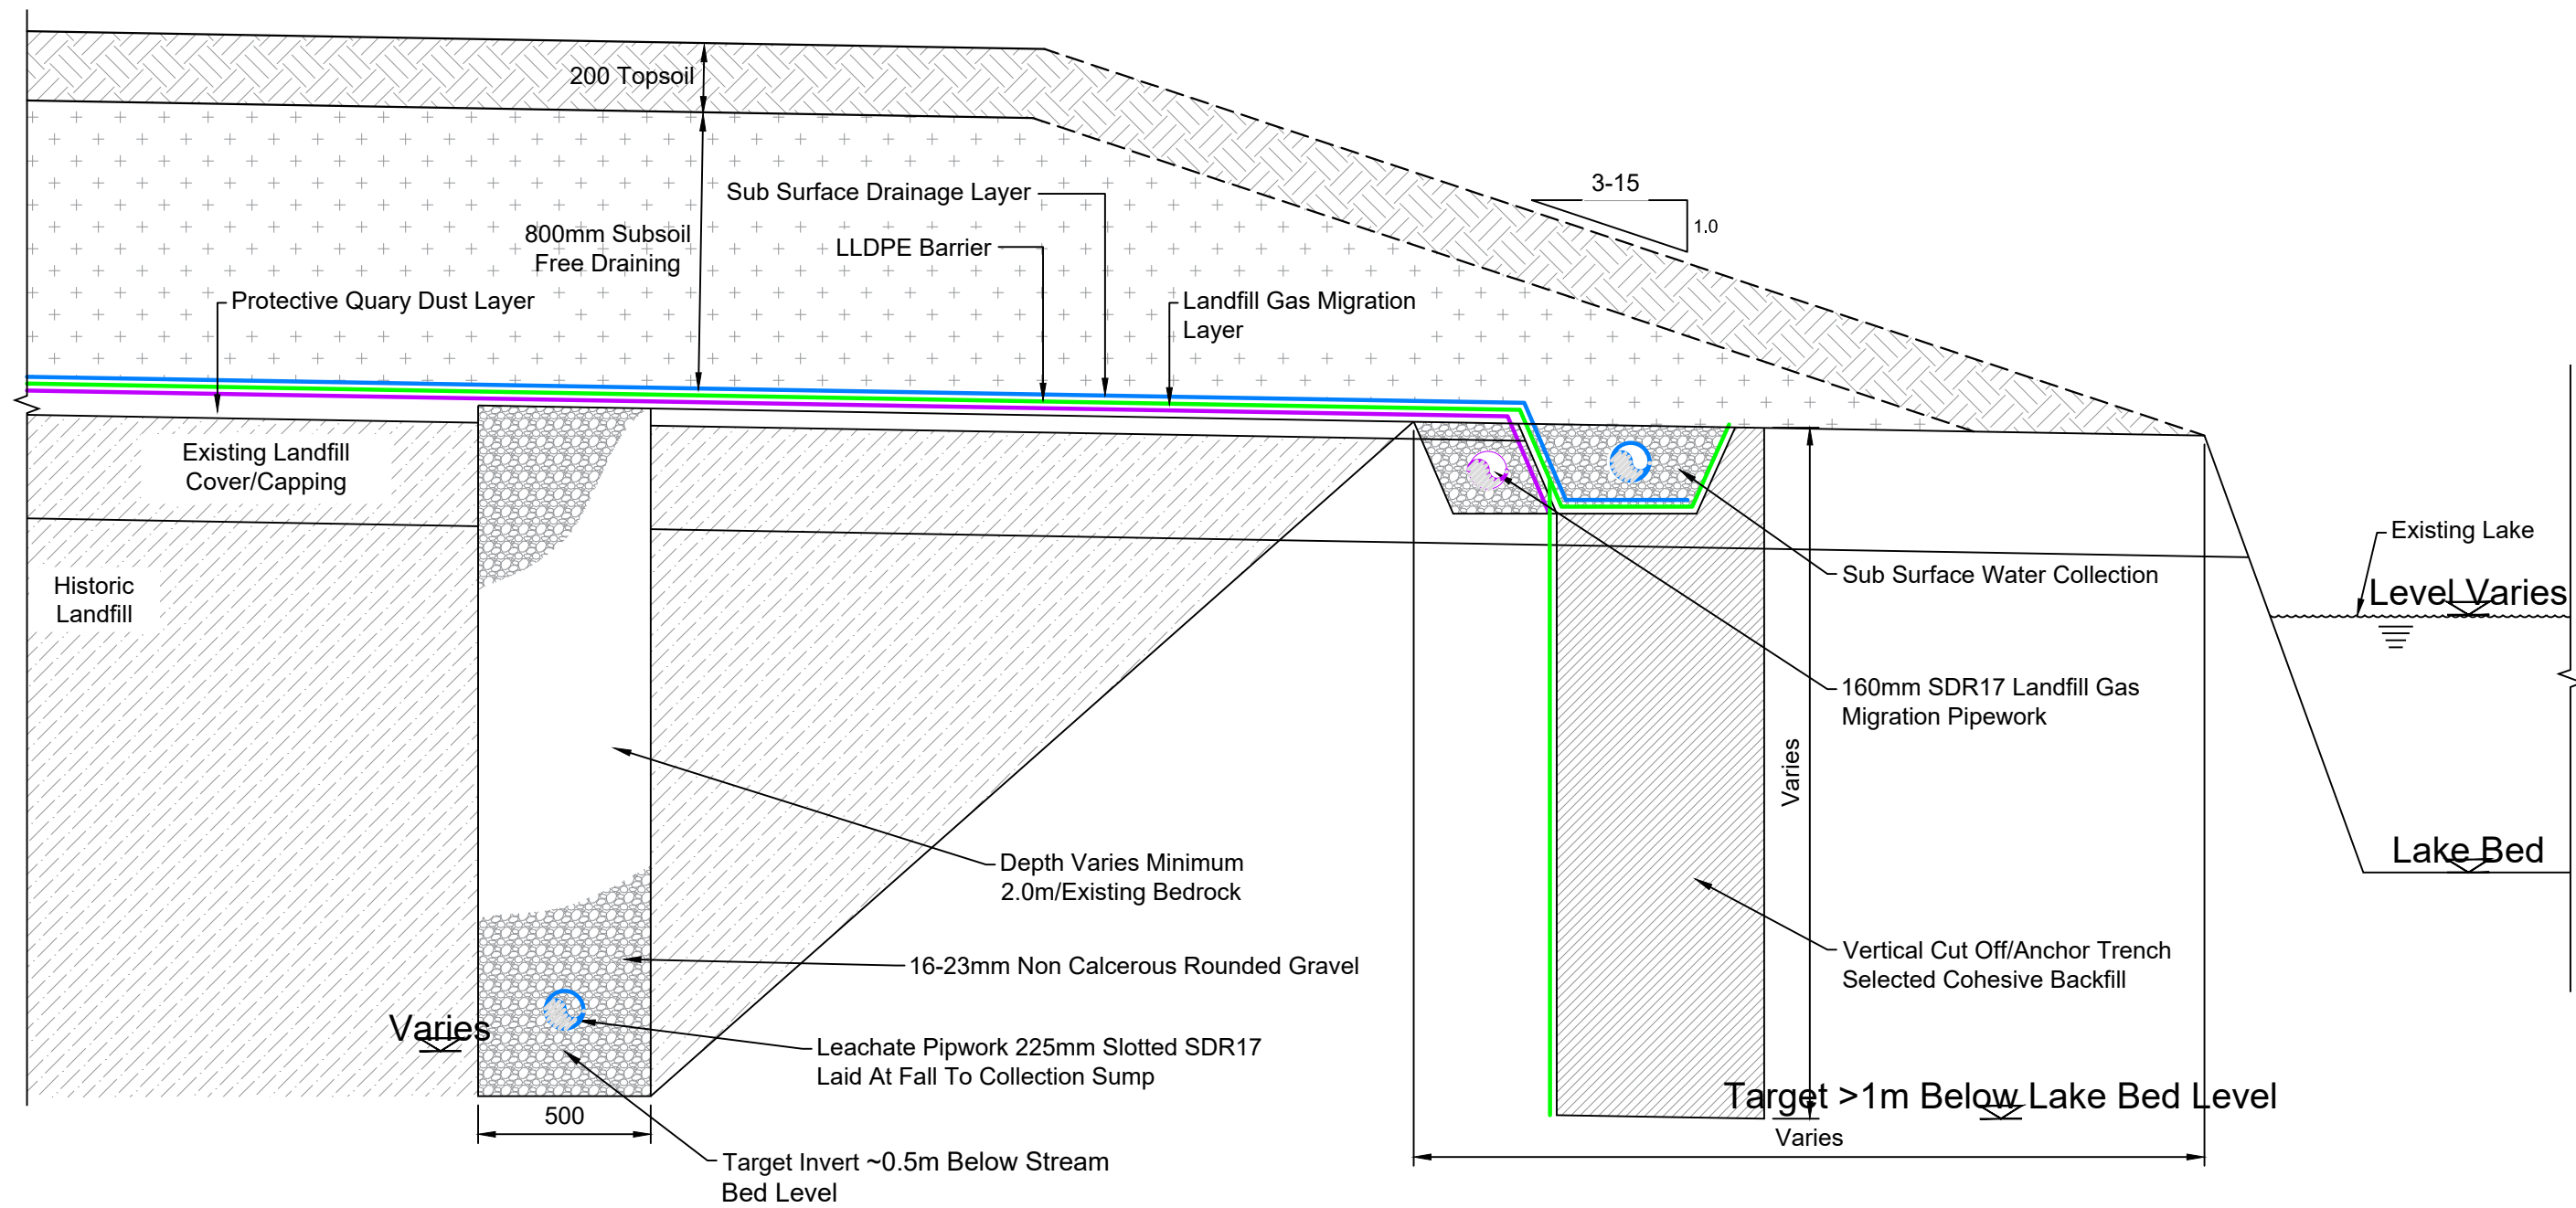 200 Topsoil
3-15
1.0
Sub Surface Drainage Layer
800mm Subsoil
Free Draining
LLDPE Barrier
Protective Quary Dust Layer
Landfill Gas Migration
Layer
Existing Landfill
Cover/Capping
Existing Lake
Sub Surface Water Collection
Historic
Landfill
Level Varies
160mm SDR17 Landfill Gas
Migration Pipework
Varies
Depth Varies Minimum
2.0m/Existing Bedrock
Lake Bed
Vertical Cut Off/Anchor Trench
Selected Cohesive Backfill
16-23mm Non Calcerous Rounded Gravel
Varies
Leachate Pipwork 225mm Slotted SDR17
Laid At Fall To Collection Sump
Target >1m Below Lake Bed Level
500
Varies
Target Invert ~0.5m Below Stream
Bed Level